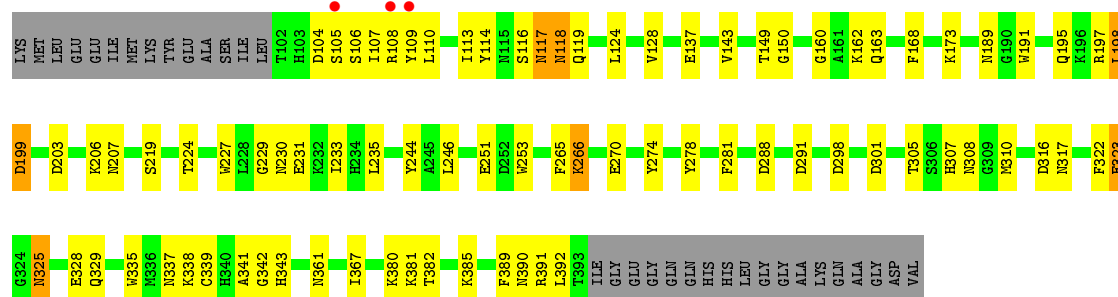 LYS MET LEU GLU GLU ILE MET LYS TYR GLU ALA SER ILE LEU T102 H103 D104 S105 S106 I107 R108 Y109 L110 I113 Y114 N115 S116 N117 N118 Q119 L124 V128 E137 V143 T149 G150 G160 A161 K162 Q163 F168 K173 N189 G190 W191 Q195 K196 R197
D199 D203 K206 N207 S219 T224 W227 L228 G229 N230 E231 K232 I233 H234 L235 Y244 A245 L246 E251 D252 W253 F265 K266 E270 Y274 Y278 F281 D288 D291 D298 D301 T305 S306 H307 N308 G309 M310 D316 N317 F322
G324 N325 E328 Q329 W335 M336 N337 K338 C339 H340 A341 G342 H343 N361 I367 K380 K381 T382 K385 F389 N390 R391 L392 T393 ILE GLY GLU GLY GLN GLN HIS HIS LEU GLY GLY ALA LYS GLN ALA GLY ASP VAL